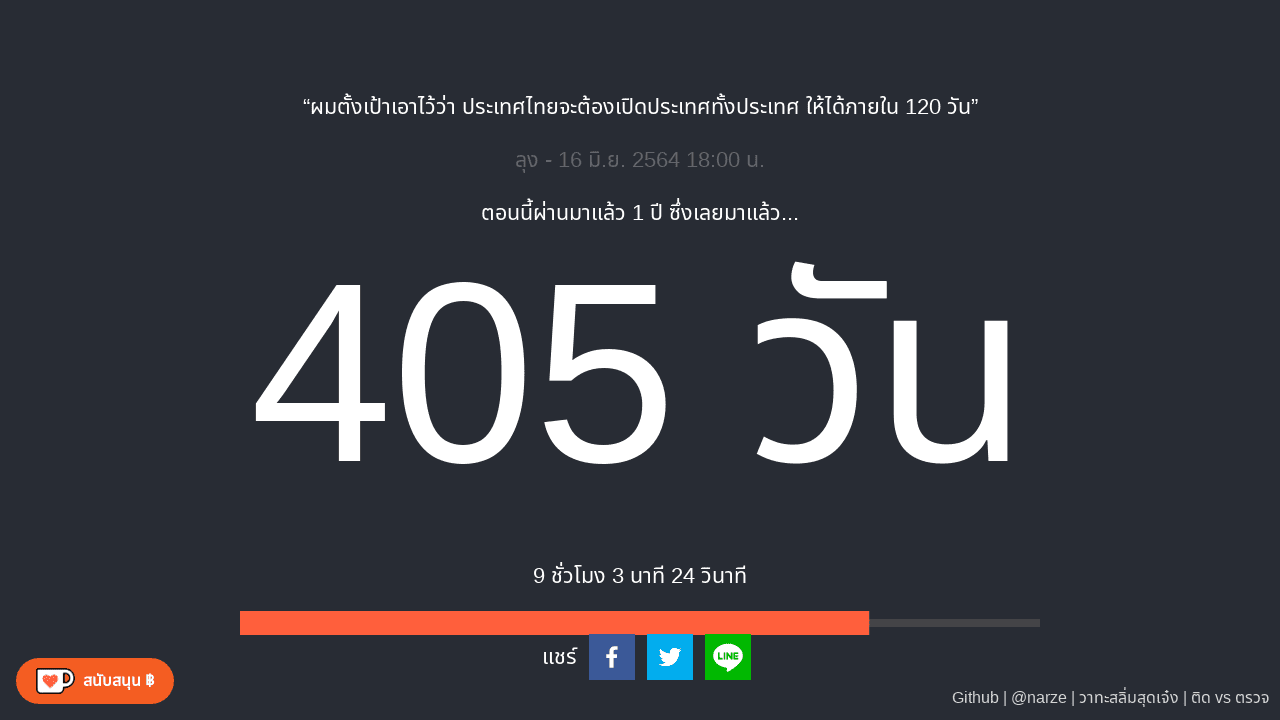 “ผมตั้งเป้าเอาไว้ว่า ประเทศไทยจะต้องเปิดประเทศทั้งประเทศ ให้ได้ภายใน 120 วัน”
ลุง - 16 มิ.ย. 2564 18:00 น.
ตอนนี้ผ่านมาแล้ว 1 ปี ซึ่งเลยมาแล้ว...
405 วัน
9 ชั่วโมง 3 นาที 24 วินาที
แชร์
LINE
สนับสนุน ฿
Github | @narze | วาทะสลิ่มสุดเจ๋ง | ติด vs ตรวจ